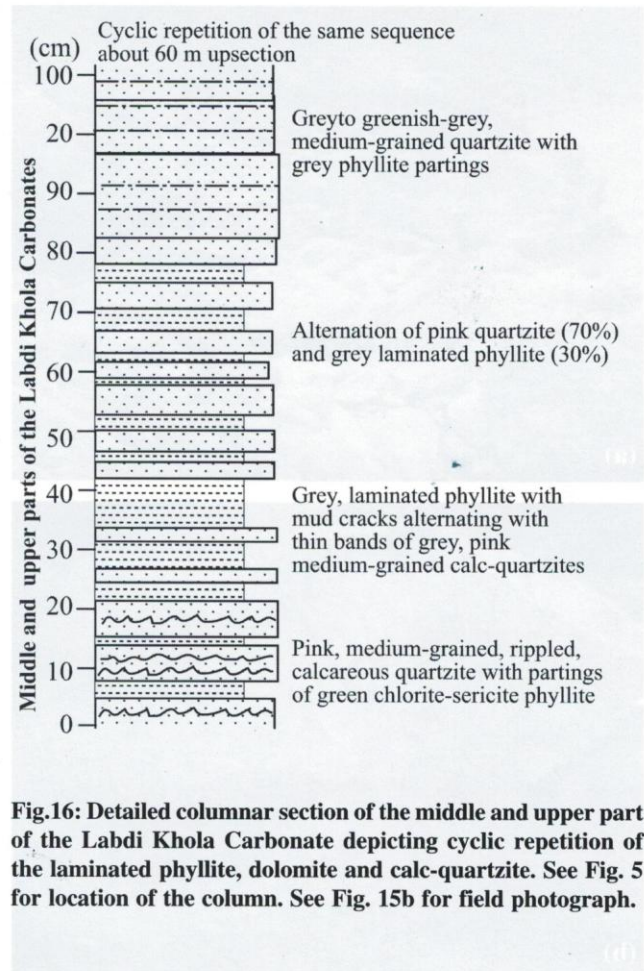 Cyclic repetition of the same sequence
about 60 m upsection
(cm)
100
20
90
80
70
60
50
40
30
20
10
0
Middle and upper parts of the Labdi Khola Carbonates
Greyto greenish-grey,
medium-grained quartzite with
grey phyllite partings
Alternation of pink quartzite (70%)
and grey laminated phyllite (30%)
Grey, laminated phyllite with
mud cracks alternating with
thin bands of grey, pink
medium-grained calc-quartzites
Pink, medium-grained, rippled,
calcareous quartzite with partings
of green chlorite-sericite phyllite
Fig.16: Detailed columnar section of the middle and upper part
of the Labdi Khola Carbonate depicting cyclic repetition of
the laminated phyllite, dolomite and calc-quartzite. See Fig. 5
for location of the column. See Fig. 15b for field photograph.